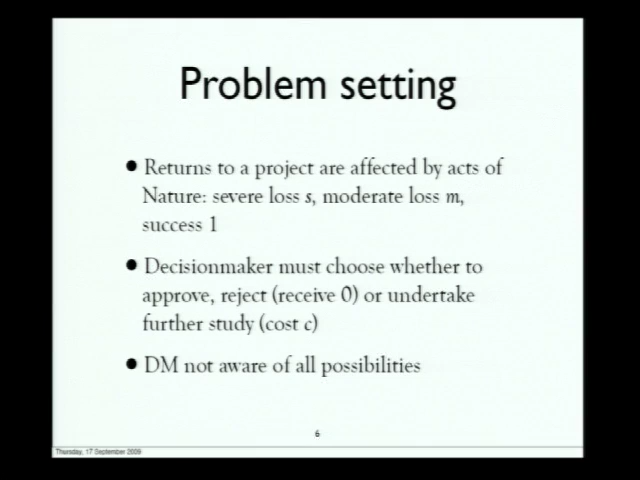 Problem setting
• Returns to a project are affected by acts of
Nature: severe loss s, moderate loss m,
success 1
• Decisionmaker must choose whether to
approve, reject (receive 0) or undertake
further study (cost c)
• DM not aware of all possibilities
6
Thursday, 17 September 2009